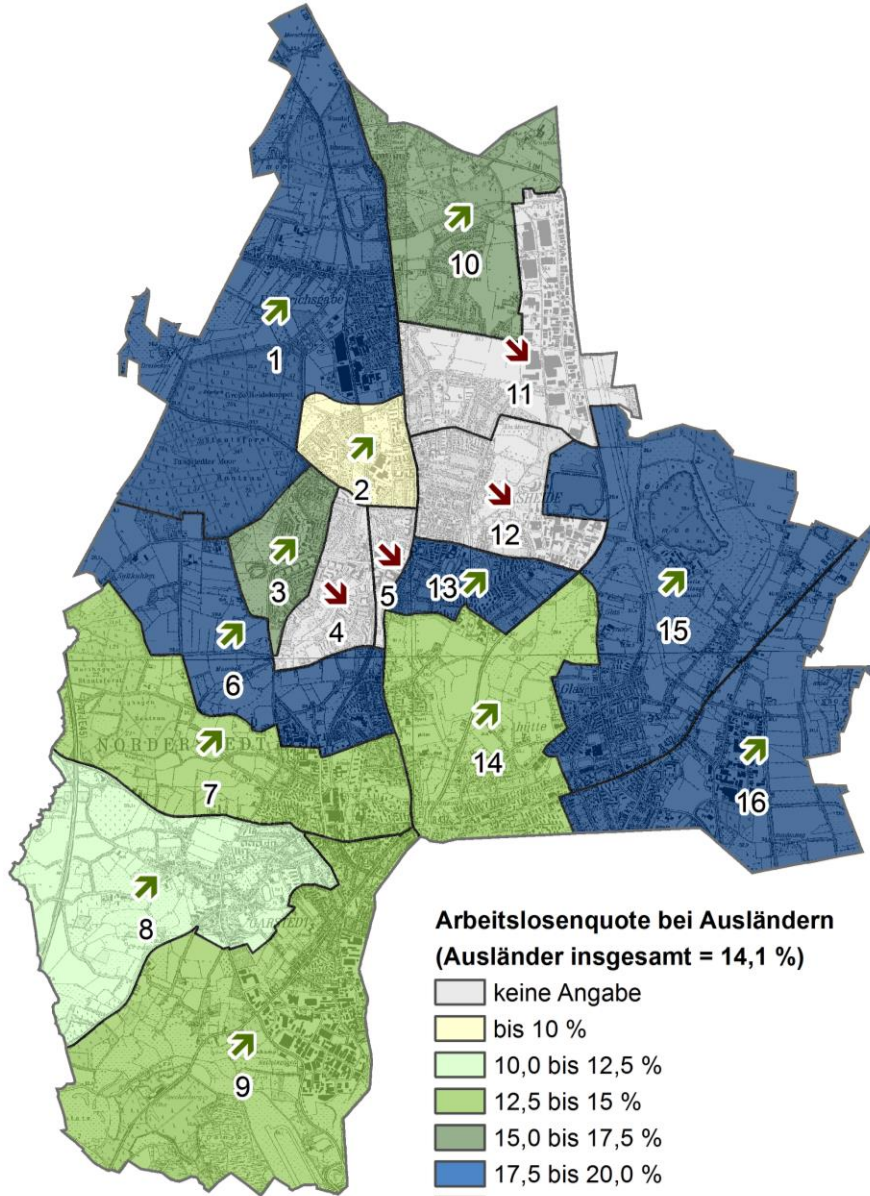 10
1
11
2
12
3
5
13
4
15
6
14
NORDERSTEDT
7
16
8
GARSTEDT
9
Arbeitslosenquote bei Ausländern
(Ausländer insgesamt = 14,1 %)
keine Angabe
bis 10 %
10,0 bis 12,5 %
12,5 bis 15 %
15,0 bis 17,5 %
17,5 bis 20,0 %